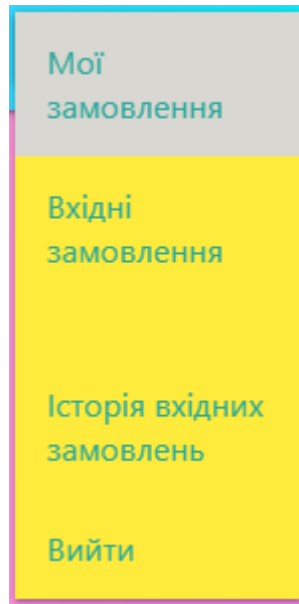 Мої
замовлення
Вхідні
замовлення
Історія вхідних
замовлень
Вийти